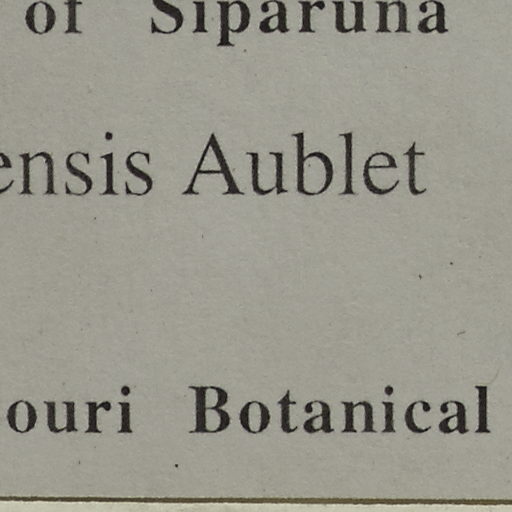 of Siparuna
ensis Aublet
ouri Botanical